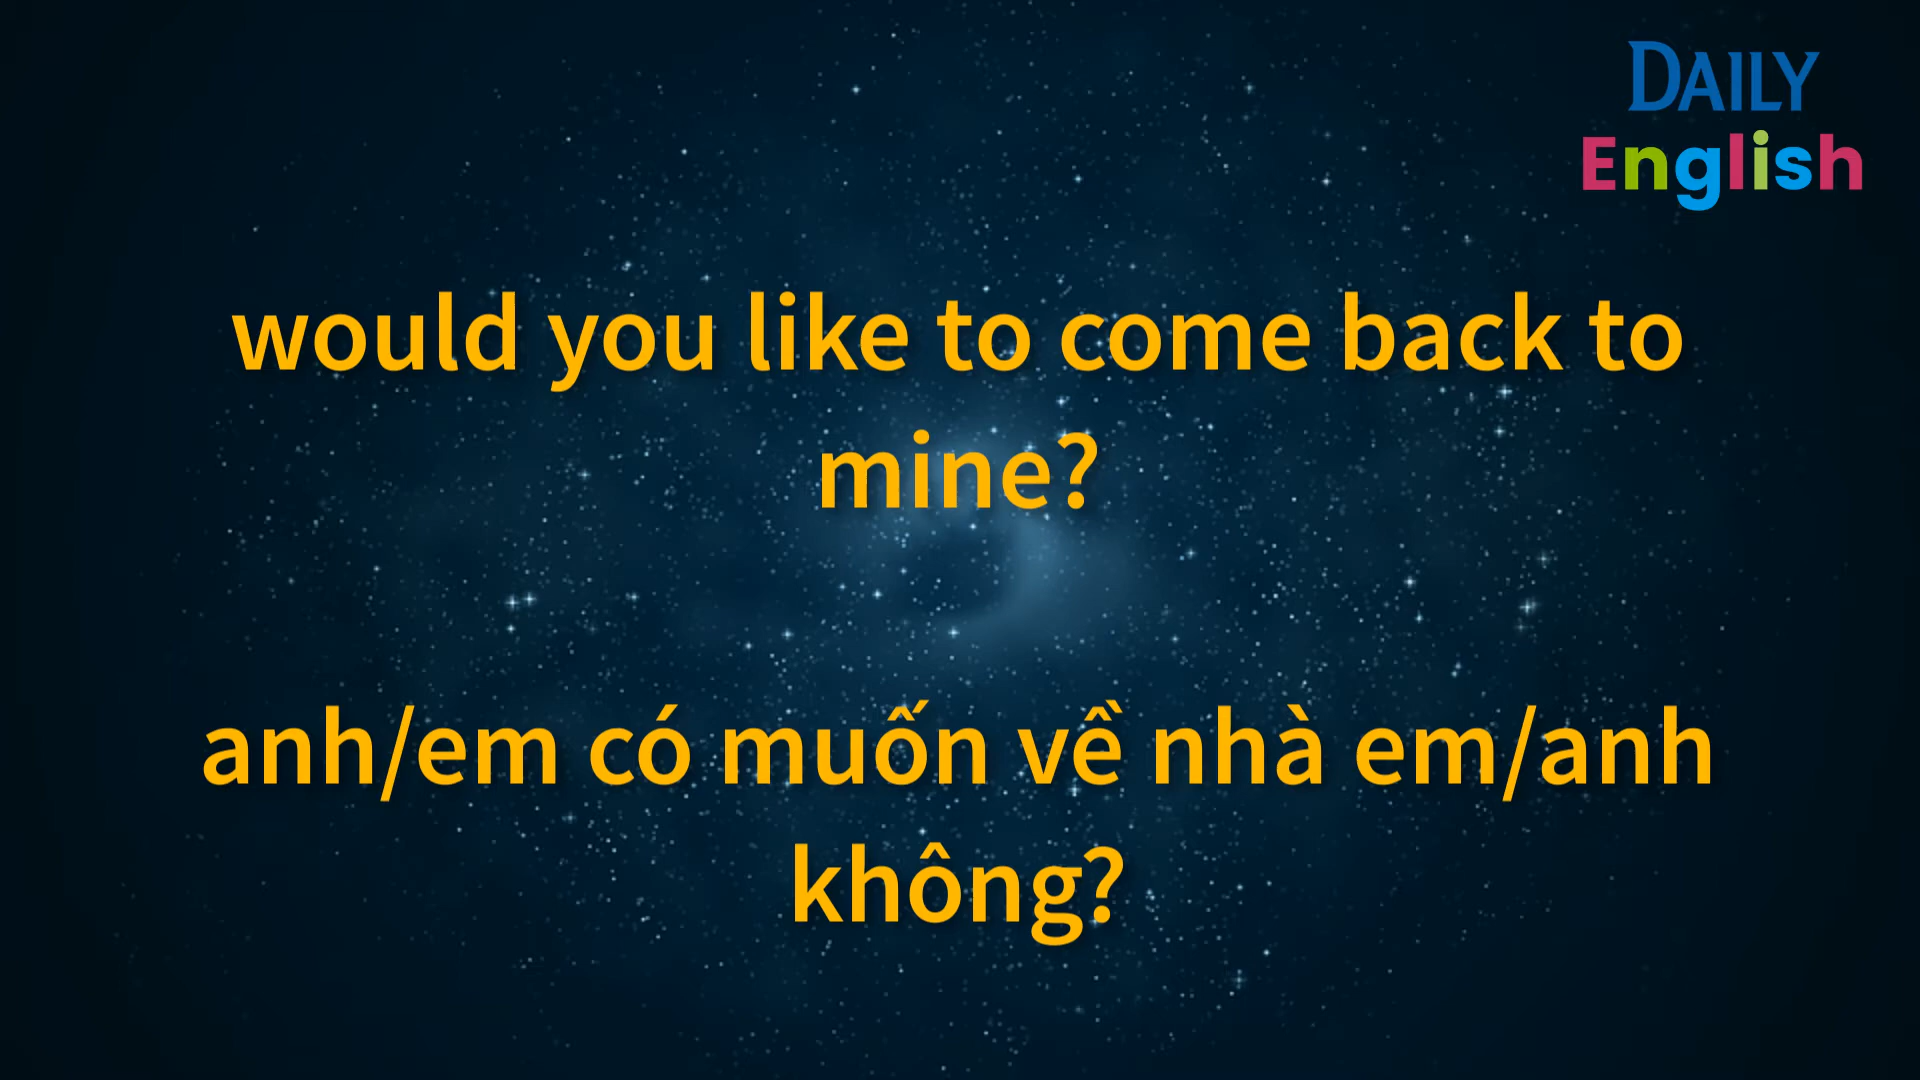 DAILY
English
would you like to come back to
mine?
anh/em có muốn về nhà em/anh
không?